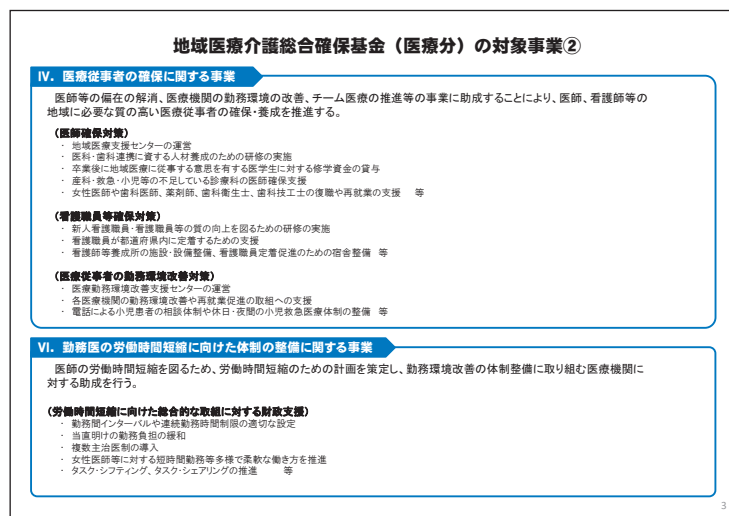 地域医療介護総合確保基金（医療分）の対象事業②
Ⅳ．医療従事者の確保に関する事業
医師等の偏在の解消、医療機関の勤務環境の改善、チーム医療の推進等の事業に助成することにより、医師、看護師等の
地域に必要な質の高い医療従事者の確保・養成を推進する。
（医師確保対策）
・ 地域医療支援センターの運営
・ 医科・歯科連携に資する人材養成のための研修の実施
・ 卒業後に地域医療に従事する意思を有する医学生に対する修学資金の貸与
・ 産科・救急・小児等の不足している診療科の医師確保支援
・ 女性医師や歯科医師、薬剤師、歯科衛生士、歯科技工士の復職や再就業の支援 等
（看護職員等確保対策）
・ 新人看護職員・看護職員等の質の向上を図るための研修の実施
・ 看護職員が都道府県内に定着するための支援
・ 看護師等養成所の施設・設備整備、看護職員定着促進のための宿舎整備 等
（医療従事者の勤務環境改善対策）
・ 医療勤務環境改善支援センターの運営
・ 各医療機関の勤務環境改善や再就業促進の取組への支援
・ 電話による小児患者の相談体制や休日・夜間の小児救急医療体制の整備 等
Ⅵ．勤務医の労働時間短縮に向けた体制の整備に関する事業
医師の労働時間短縮を図るため、労働時間短縮のための計画を策定し、勤務環境改善の体制整備に取り組む医療機関に
対する助成を行う。
（労働時間短縮に向けた総合的な取組に対する財政支援）
・ 勤務間インターバルや連続勤務時間制限の適切な設定
・ 当直明けの勤務負担の緩和
・ 複数主治医制の導入
・ 女性医師等に対する短時間勤務等多様で柔軟な働き方を推進
・ タスク・シフティング、タスク・シェアリングの推進 等
3